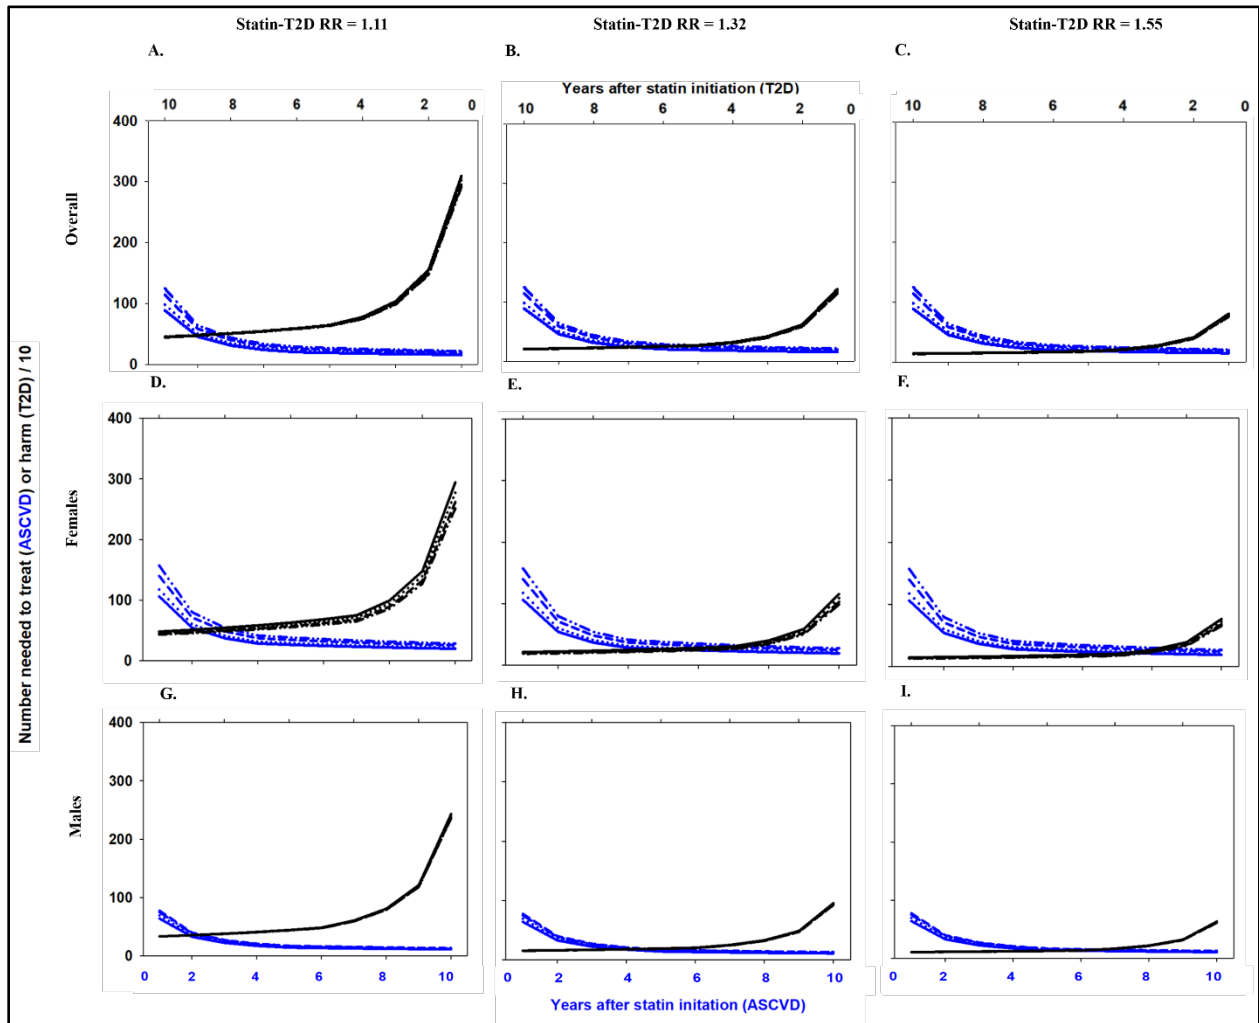 Statin-T2D RR = 1.11 Statin-T2D RR = 1.32 Statin-T2D RR = 1.55
A. B. C.
Years after statin initiation (T2D)
10 8 6 4 2 0 10 8 6 4 2 0 10 8 6 4 2 0
400
300
200
100
0
Overall
D. E. F.
400
300
200
100
0
Females
Number needed to treat (ASCVD) or harm (T2D) / 10
G. H. I.
400
300
200
100
0
Males
0 2 4 6 8 10 0 2 4 6 8 10 0 2 4 6 8 10
Years after statin initation (ASCVD)